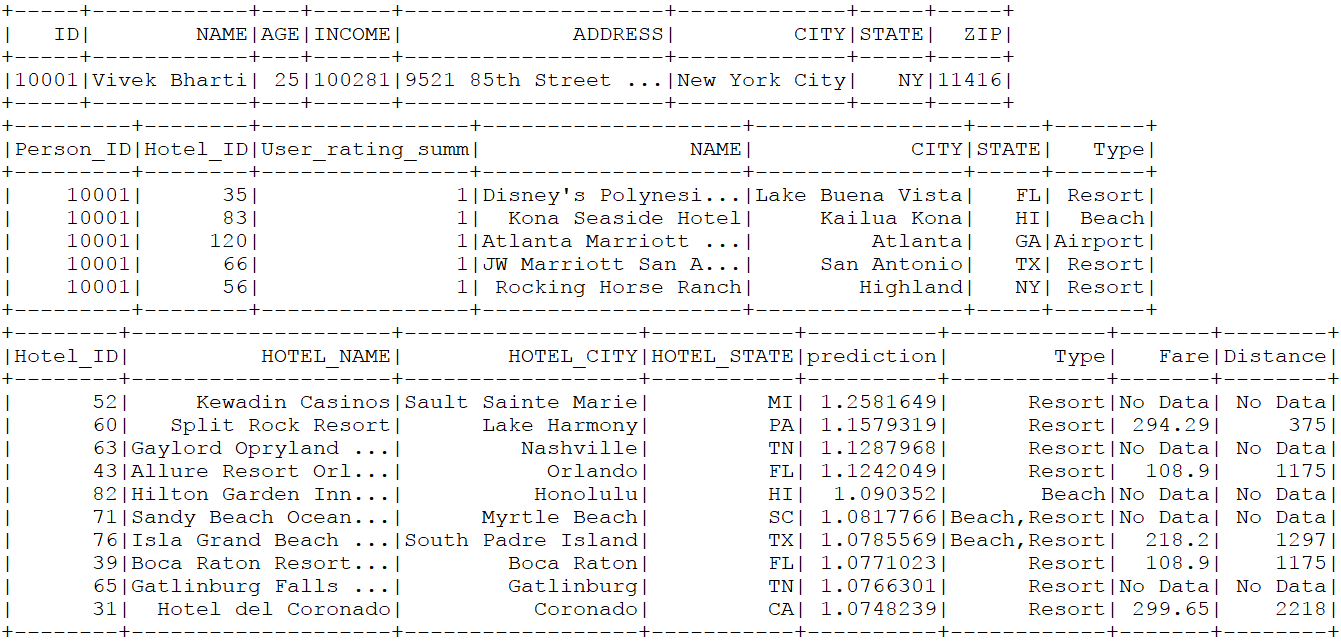 +-----+------------+---+------+--------------------+-------------+-----+-----+
|   ID|        NAME|AGE|INCOME|             ADDRESS|         CITY|STATE|  ZIP|
+-----+------------+---+------+--------------------+-------------+-----+-----+
|10001|Vivek Bharti| 25|100281|9521 85th Street ...|New York City|   NY|11416|
+-----+------------+---+------+--------------------+-------------+-----+-----+
+---------+--------+----------------+--------------------+----------------+-----+-------+
|Person_ID|Hotel_ID|User_rating_summ|                NAME|            CITY|STATE|   Type|
+---------+--------+----------------+--------------------+----------------+-----+-------+
|    10001|      35|               1|Disney's Polynesi...|Lake Buena Vista|   FL| Resort|
|    10001|      83|               1|  Kona Seaside Hotel|     Kailua Kona|   HI|  Beach|
|    10001|     120|               1|Atlanta Marriott ...|         Atlanta|   GA|Airport|
|    10001|      66|               1|JW Marriott San A...|     San Antonio|   TX| Resort|
|    10001|      56|               1| Rocking Horse Ranch|        Highland|   NY| Resort|
+---------+--------+----------------+--------------------+----------------+-----+-------+
+--------+--------------------+------------------+-----------+----------+------------+-------+--------+
|Hotel_ID|          HOTEL_NAME|        HOTEL_CITY|HOTEL_STATE|prediction|        Type|   Fare|Distance|
+--------+--------------------+------------------+-----------+----------+------------+-------+--------+
|      52|     Kewadin Casinos|Sault Sainte Marie|         MI| 1.2581649|      Resort|No Data| No Data|
|      60|   Split Rock Resort|      Lake Harmony|         PA| 1.1579319|      Resort| 294.29|     375|
|      63|Gaylord Opryland ...|         Nashville|         TN| 1.1287968|      Resort|No Data| No Data|
|      43|Allure Resort Orl...|           Orlando|         FL| 1.1242049|      Resort|  108.9|    1175|
|      82|Hilton Garden Inn...|          Honolulu|         HI|  1.090352|       Beach|No Data| No Data|
|      71|Sandy Beach Ocean...|      Myrtle Beach|         SC| 1.0817766|Beach,Resort|No Data| No Data|
|      76|Isla Grand Beach ...|South Padre Island|         TX| 1.0785569|Beach,Resort|  218.2|    1297|
|      39|Boca Raton Resort...|        Boca Raton|         FL| 1.0771023|      Resort|  108.9|    1175|
|      65|Gatlinburg Falls ...|        Gatlinburg|         TN| 1.0766301|      Resort|No Data| No Data|
|      31|  Hotel del Coronado|          Coronado|         CA| 1.0748239|      Resort| 299.65|    2218|
+--------+--------------------+------------------+-----------+----------+------------+-------+--------+